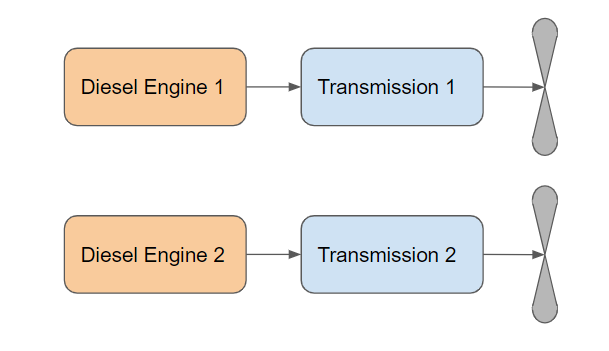 Diesel Engine 1
Transmission 1
Diesel Engine 2
Transmission 2